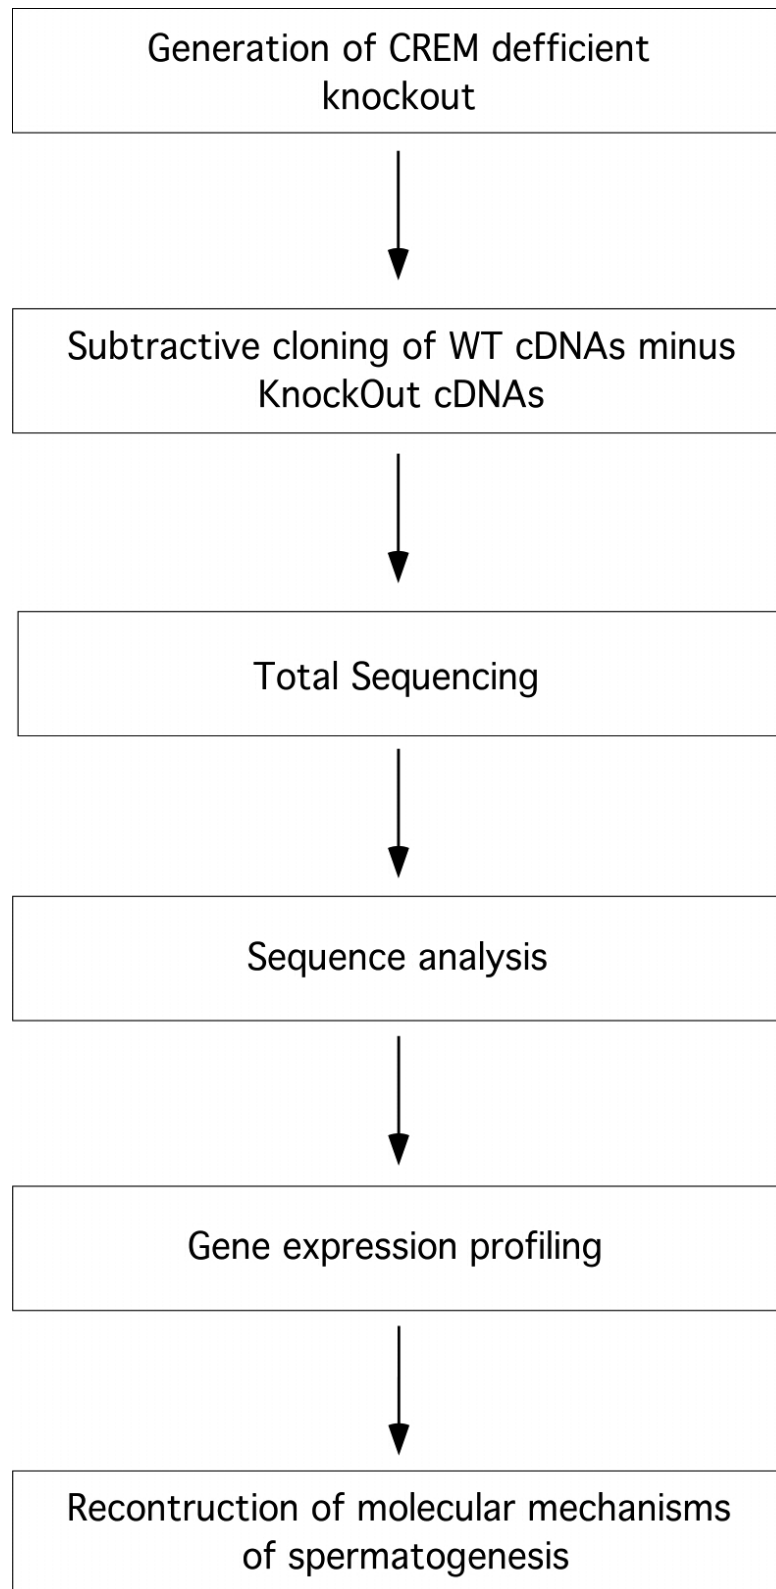 Generation of CREM defficient
knockout
Subtractive cloning of WT cDNAs minus
KnockOut cDNAs
Total Sequencing
Sequence analysis
Gene expression profiling
Recontruction of molecular mechanisms
of spermatogenesis